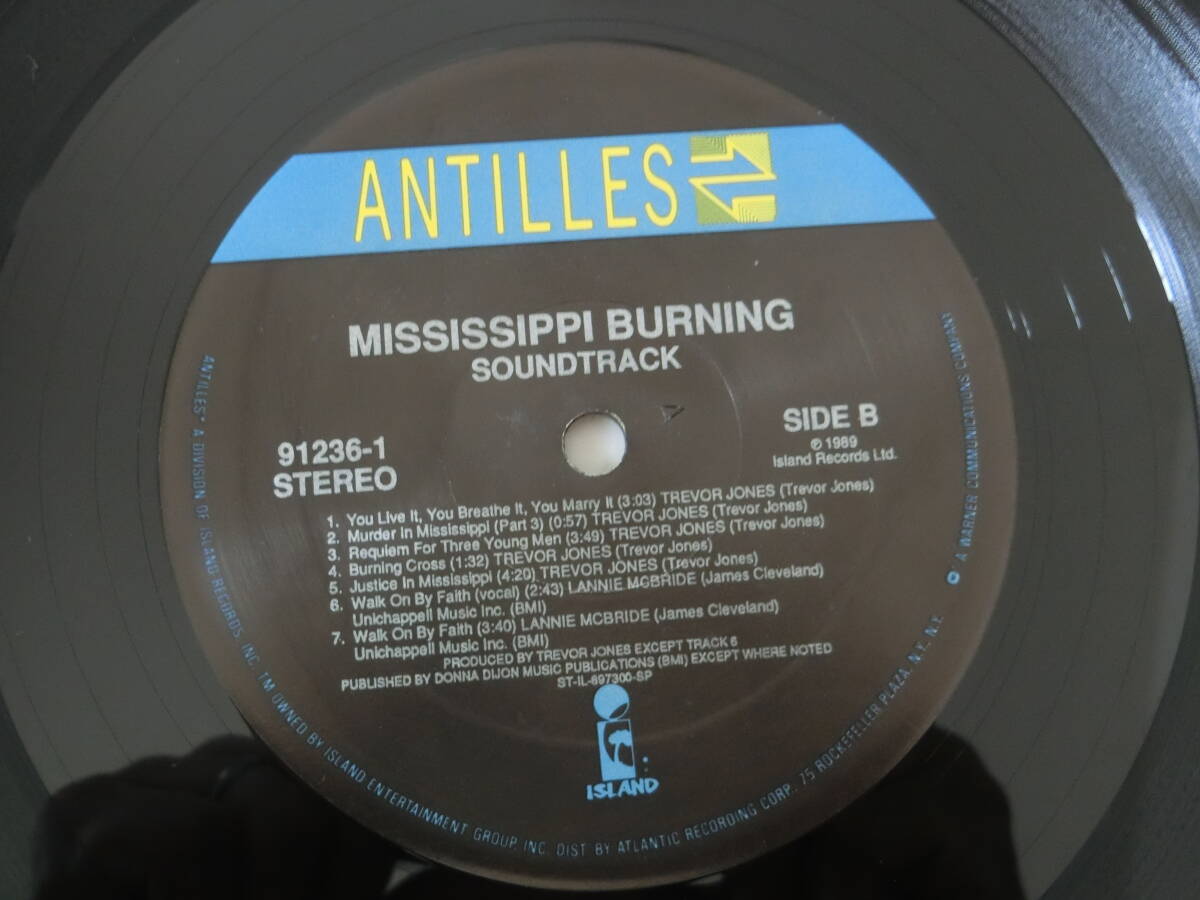 ANTILLES
MISSISSIPPI BURNING
SOUNDTRACK
91236-1
STEREO
SIDE B
℗ 1989
Island Records Ltd.
1. You Live It, You Breathe It, You Marry It (3:03) TREVOR JONES (Trevor Jones)
2. Murder In Mississippi (Part 3) (0:57) TREVOR JONES (Trevor Jones)
3. Requiem For Three Young Men (3:49) TREVOR JONES (Trevor Jones)
4. Burning Cross (1:32) TREVOR JONES (Trevor Jones)
5. Justice In Mississippi (4:20) TREVOR JONES (Trevor Jones)
6. Walk On By Faith (vocal) (2:43) LANNIE MCBRIDE (James Cleveland)
Unichappell Music Inc. (BMI)
7. Walk On By Faith (3:40) LANNIE MCBRIDE (James Cleveland)
Unichappell Music Inc. (BMI)
PRODUCED BY TREVOR JONES EXCEPT TRACK 6
PUBLISHED BY DONNA DIJON MUSIC PUBLICATIONS (BMI) EXCEPT WHERE NOTED
ST-IL-897300-SP
ISLAND
ANTILLES* A DIVISION OF ISLAND RECORDS, INC. TM OWNED BY ISLAND ENTERTAINMENT GROUP INC. DIST BY ATLANTIC RECORDING CORP., 75 ROCKEFELLER PLAZA, N.Y., N.Y. A WARNER COMMUNICATIONS COMPANY